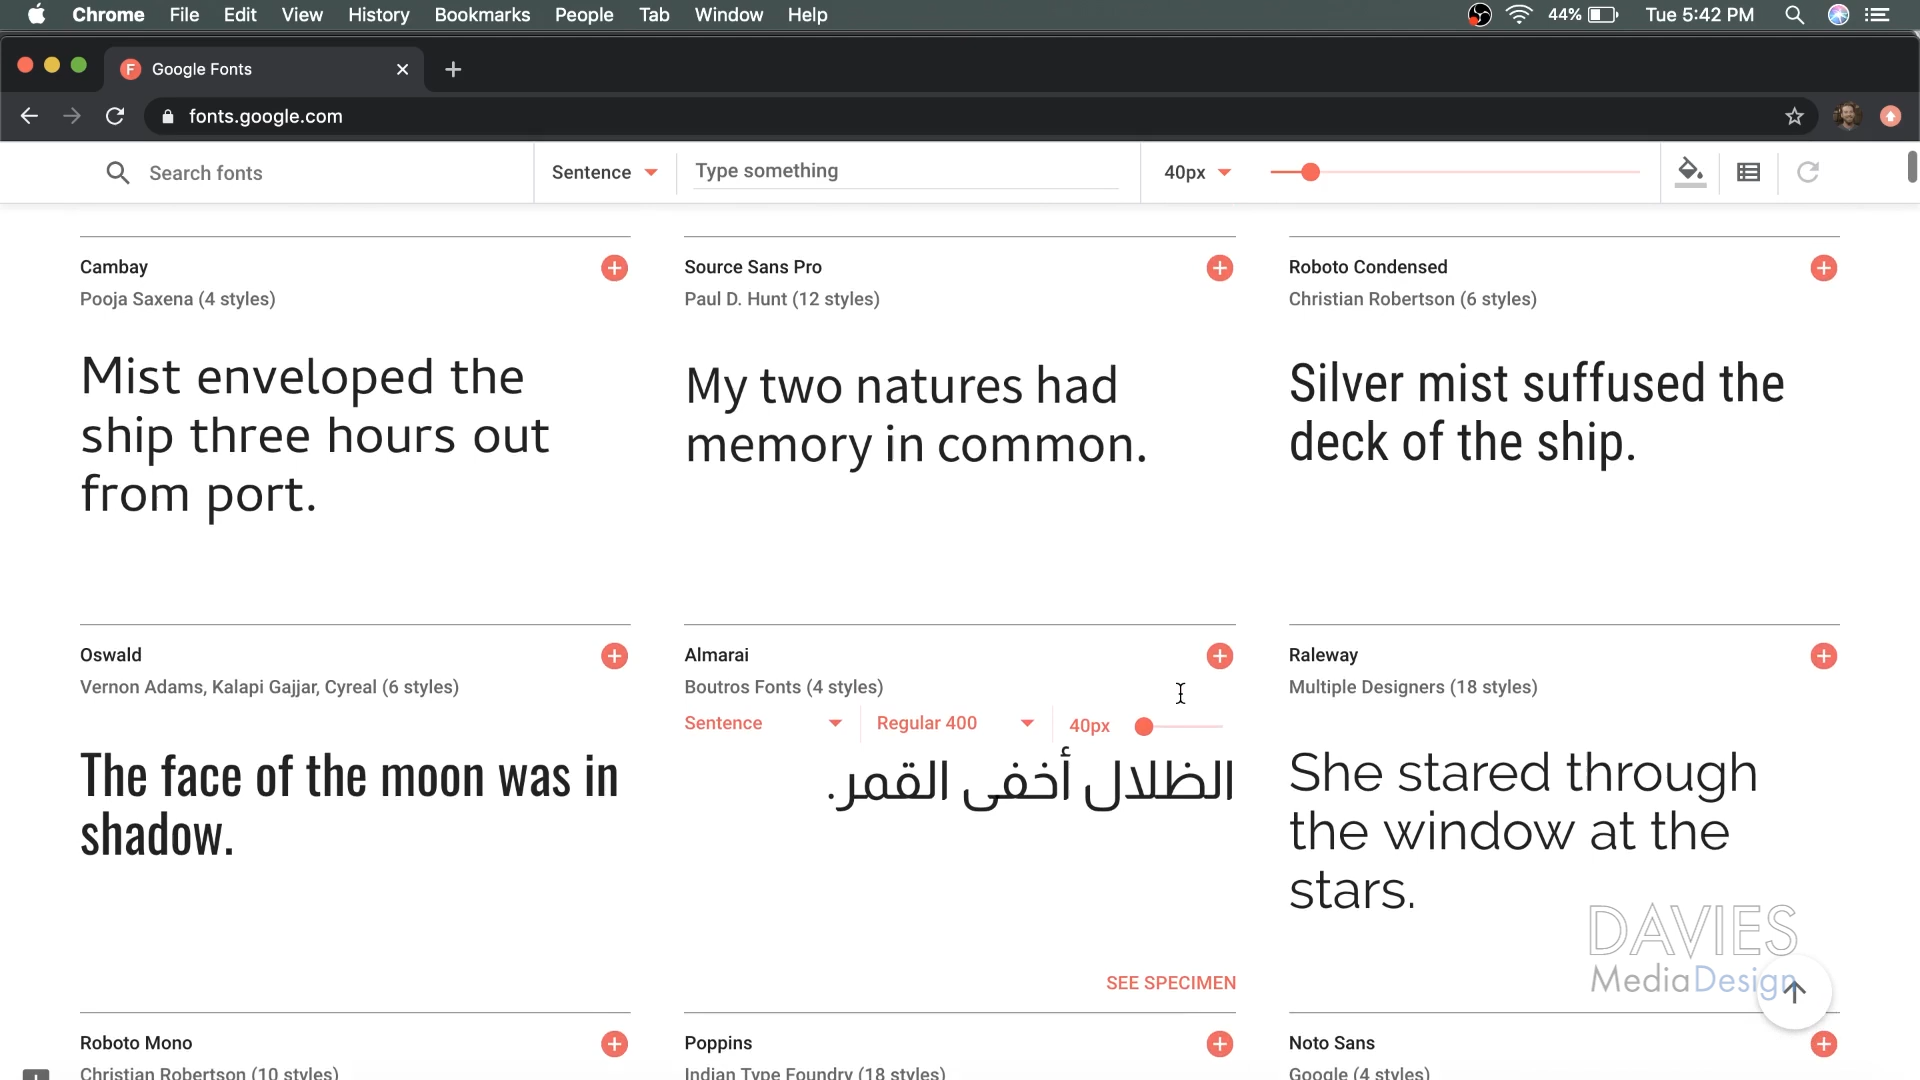 Chrome File Edit View History Bookmarks People Tab Window Help 44% Tue 5:42 PM
Google Fonts
fonts.google.com
Search fonts Sentence Type something 40px
Cambay
Pooja Saxena (4 styles)
Mist enveloped the
ship three hours out
from port.
Source Sans Pro
Paul D. Hunt (12 styles)
My two natures had
memory in common.
Roboto Condensed
Christian Robertson (6 styles)
Silver mist suffused the
deck of the ship.
Oswald
Vernon Adams, Kalapi Gajjar, Cyreal (6 styles)
The face of the moon was in
shadow.
Almarai
Boutros Fonts (4 styles)
Sentence Regular 400 40px
الظلال أخفى القمر.
SEE SPECIMEN
Raleway
Multiple Designers (18 styles)
She stared through
the window at the
stars.
DAVIES
MediaDesign
Roboto Mono
Christian Robertson (10 styles)
Poppins
Indian Type Foundry (18 styles)
Noto Sans
Google (4 styles)